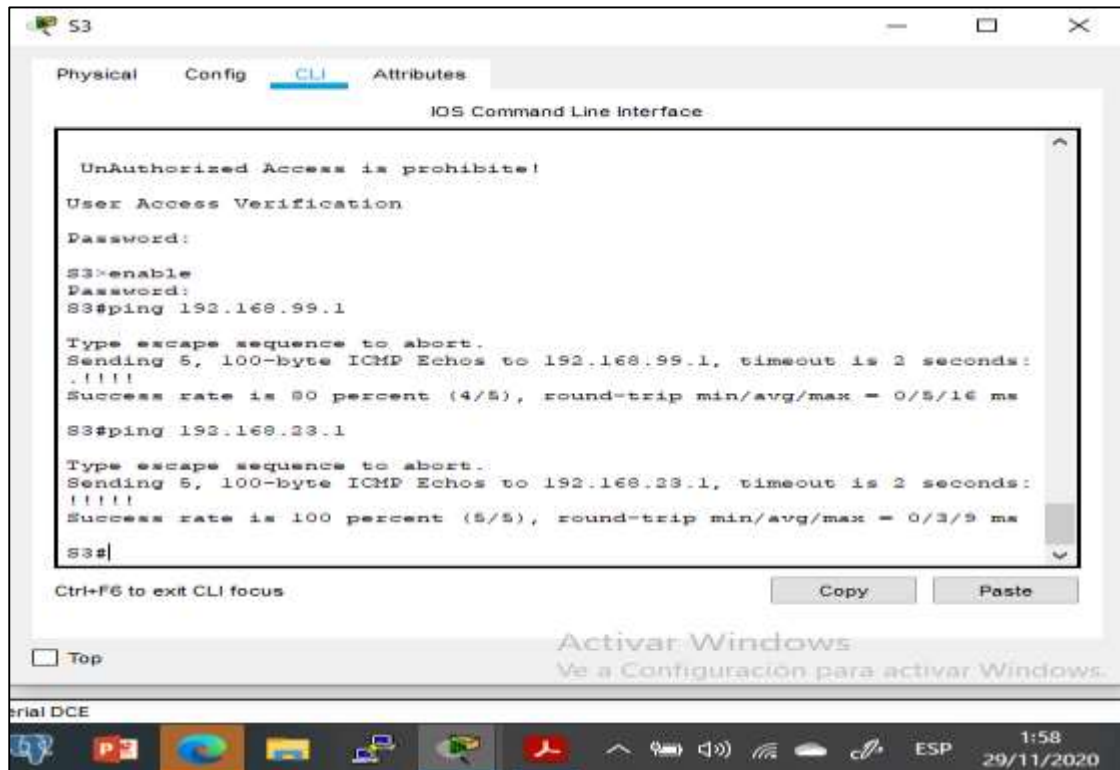 S3
Physical Config CLI Attributes
IOS Command Line Interface
UnAuthorized Access is prohibite!
User Access Verification
Password:
S3>enable
Password:
S3#ping 192.168.99.1
Type escape sequence to abort.
Sending 5, 100-byte ICMP Echos to 192.168.99.1, timeout is 2 seconds:
.!!!!
Success rate is 80 percent (4/5), round-trip min/avg/max = 0/5/16 ms
S3#ping 192.168.23.1
Type escape sequence to abort.
Sending 5, 100-byte ICMP Echos to 192.168.23.1, timeout is 2 seconds:
!!!!!
Success rate is 100 percent (5/5), round-trip min/avg/max = 0/3/9 ms
S3#
Ctrl+F6 to exit CLI focus
Copy Paste
Activar Windows
Ve a Configuración para activar Windows.
Top
erial DCE
ESP
1:58
29/11/2020